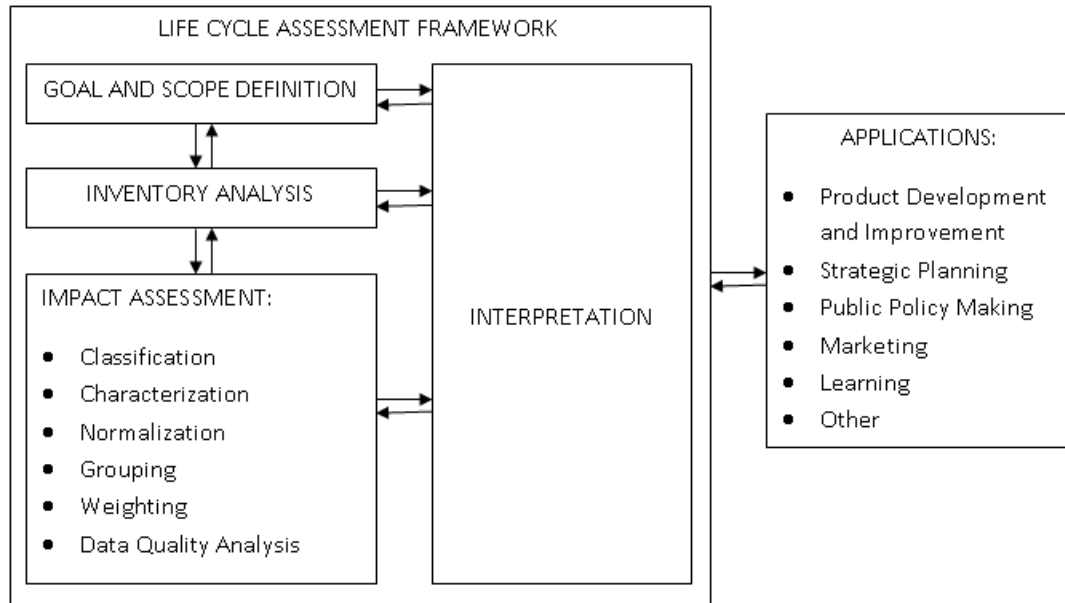 LIFE CYCLE ASSESSMENT FRAMEWORK
GOAL AND SCOPE DEFINITION
INVENTORY ANALYSIS
IMPACT ASSESSMENT:
● Classification
● Characterization
● Normalization
● Grouping
● Weighting
● Data Quality Analysis
INTERPRETATION
APPLICATIONS:
● Product Development
and Improvement
● Strategic Planning
● Public Policy Making
● Marketing
● Learning
● Other